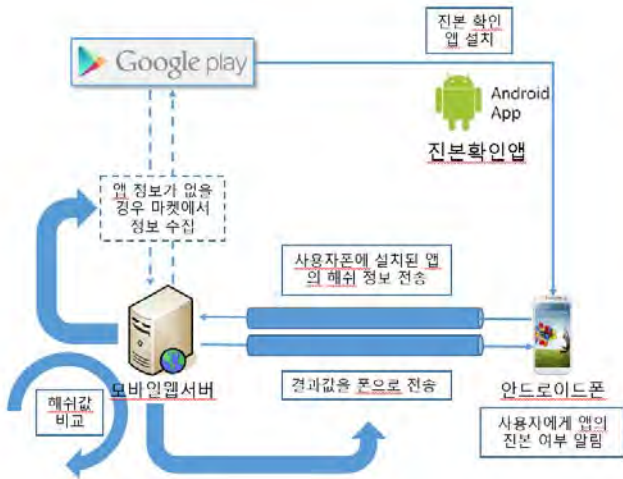 진본 확인
앱 설치
Google play
Android
App
진본확인앱
앱 정보가 없을
경우 마켓에서
정보 수집
사용자폰에 설치된 앱
의 해쉬 정보 전송
모바일웹서버
결과값을 폰으로 전송
안드로이드폰
해쉬값
비교
사용자에게 앱의
진본 여부 알림